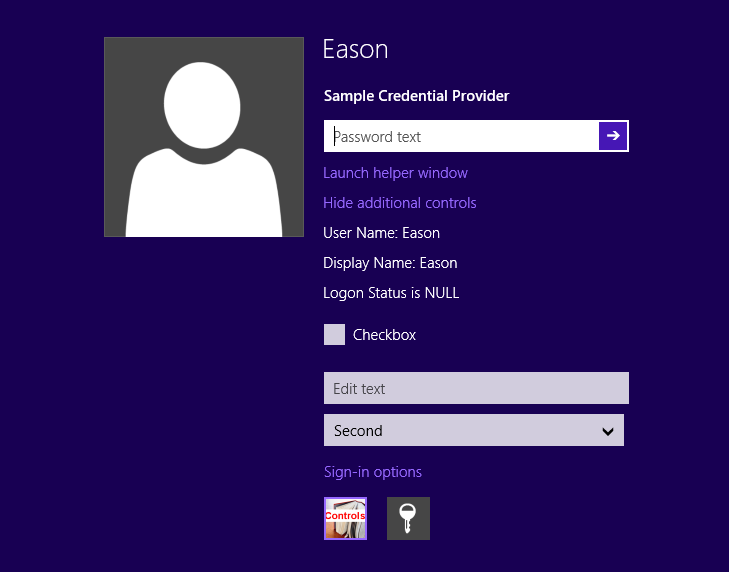 Eason
Sample Credential Provider
Password text
Launch helper window
Hide additional controls
User Name: Eason
Display Name: Eason
Logon Status is NULL
Checkbox
Edit text
Second
Sign-in options
Controls